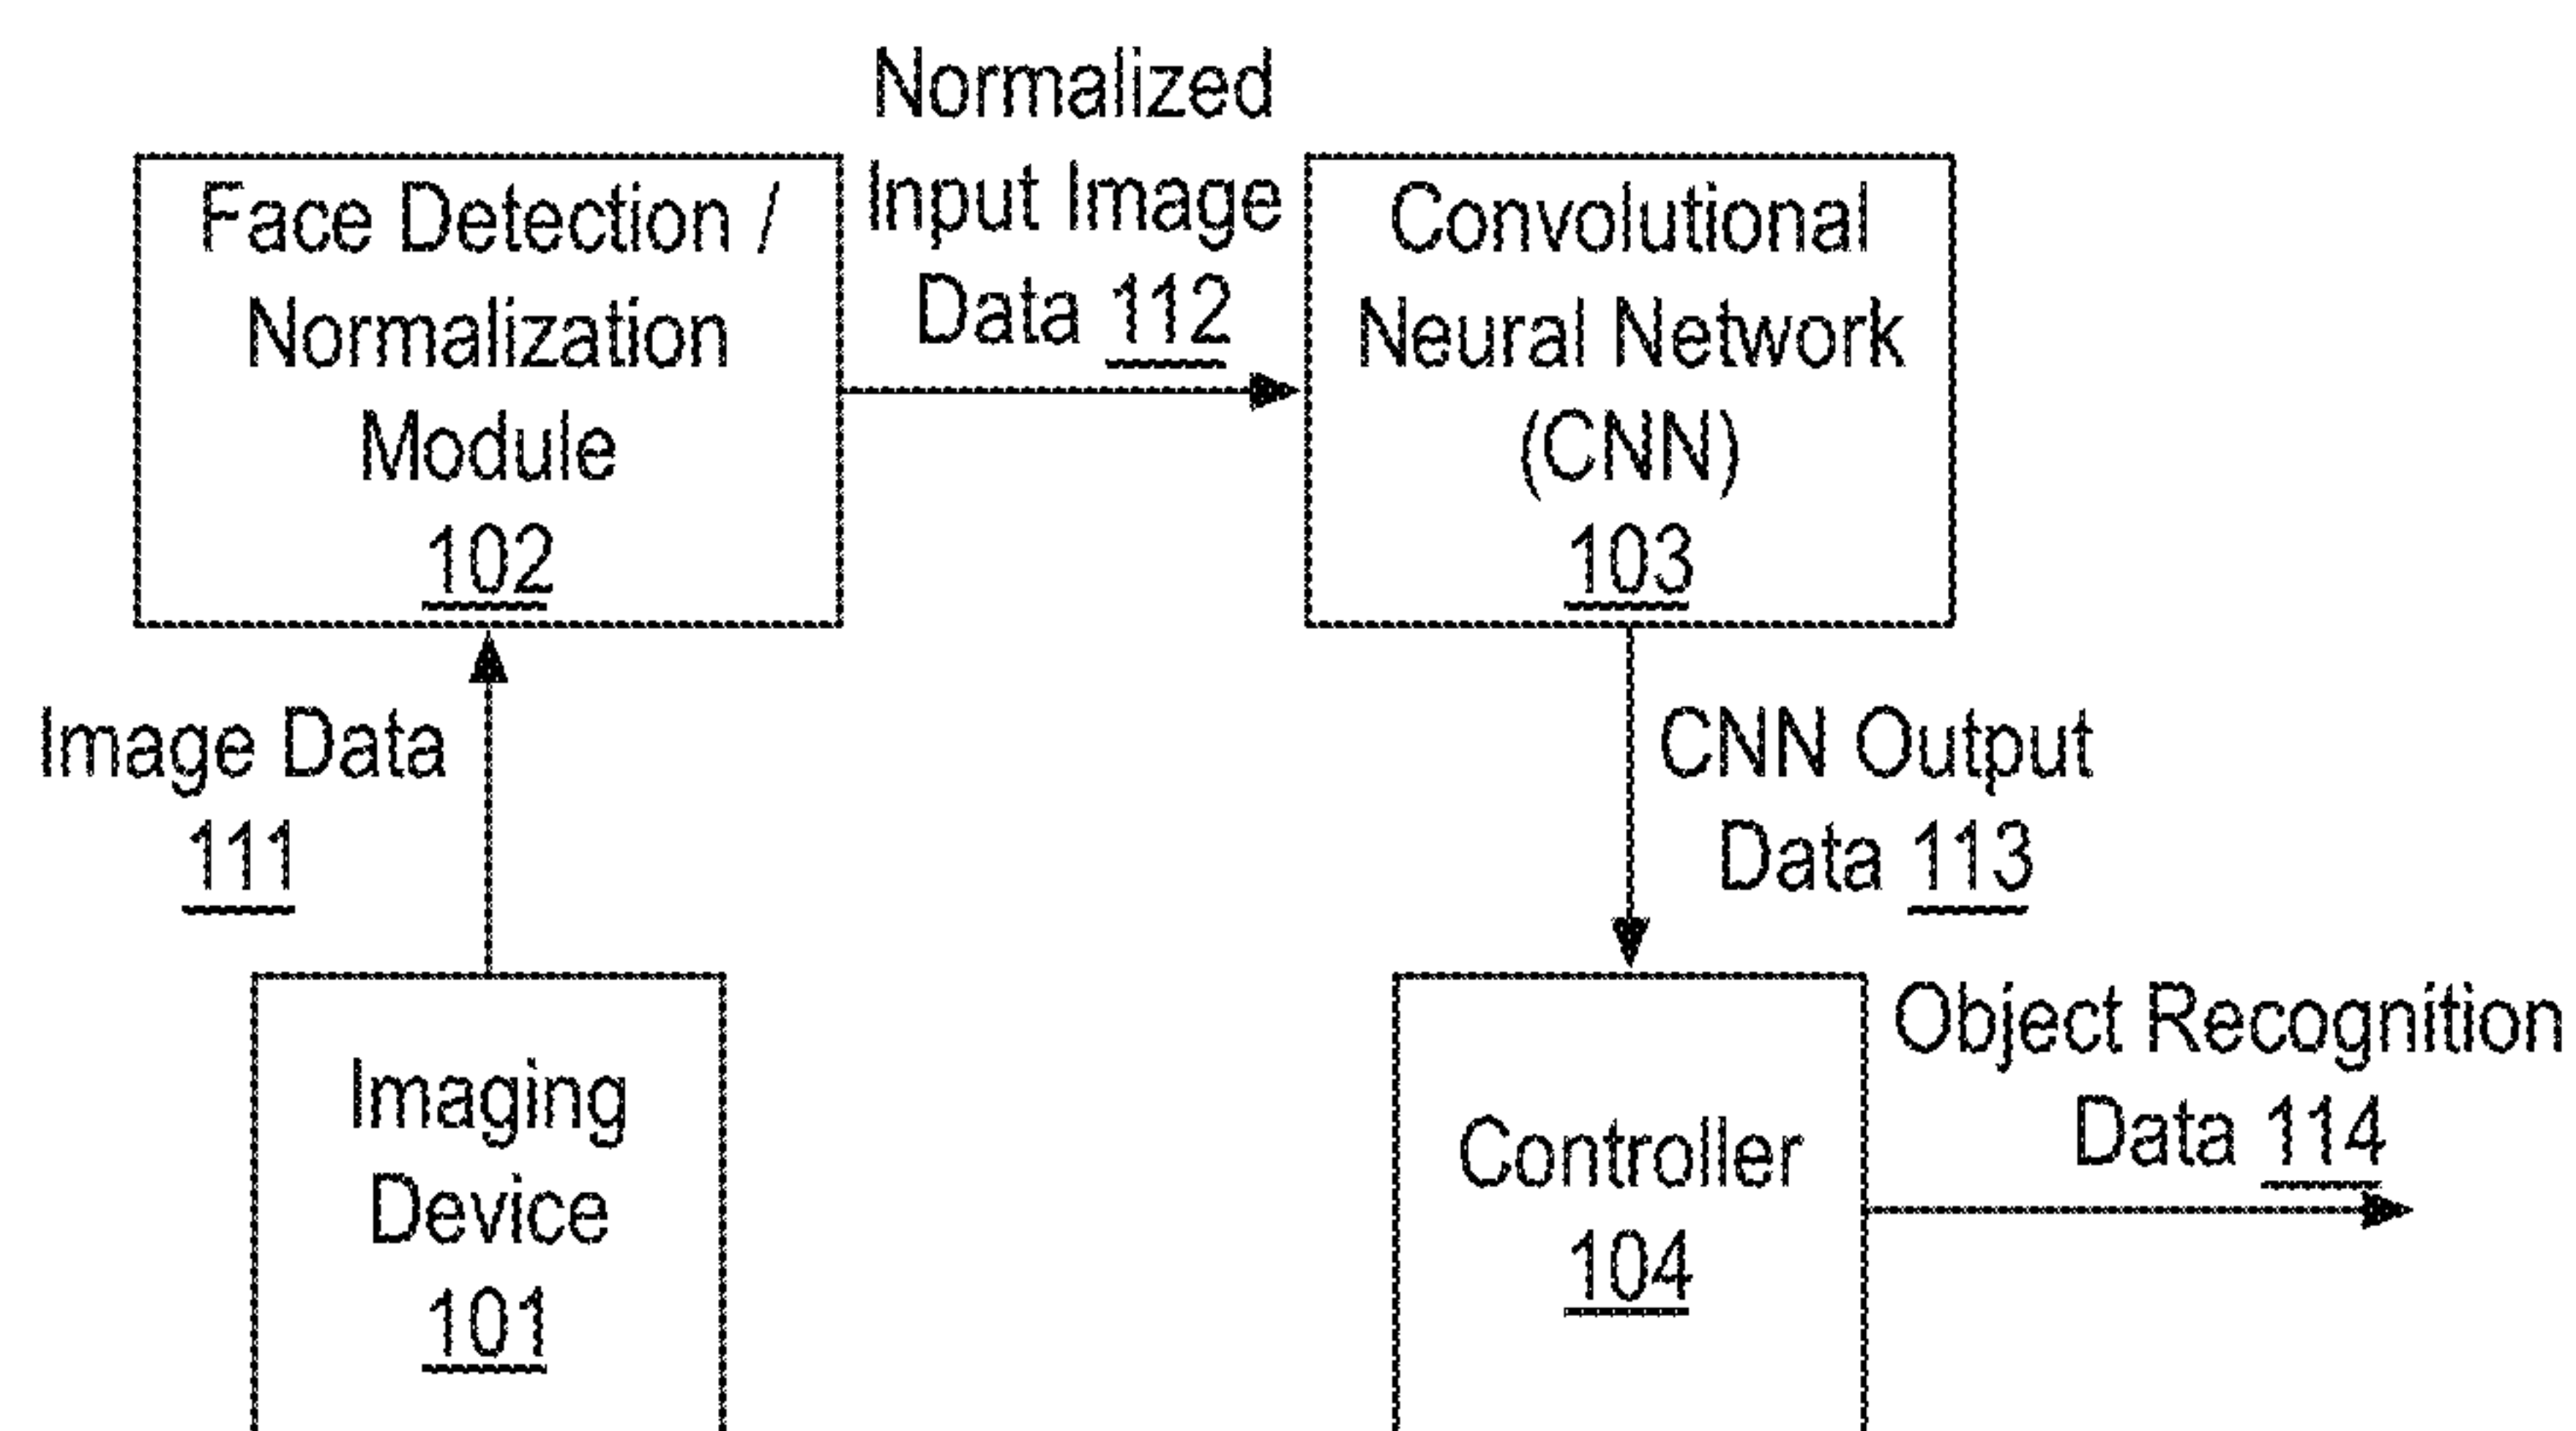 Normalized
Input Image
Data 112
Face Detection /
Normalization
Module
102
Convolutional
Neural Network
(CNN)
103
Image Data
111
CNN Output
Data 113
Imaging
Device
101
Controller
104
Object Recognition
Data 114